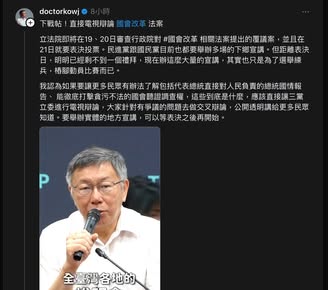 doctorkowj 8小時
下戰帖！直接電視辯論 國會改革 法案
立法院即將在19、20日審查行政院對 #國會改革 相關法案提出的覆議案，並且在
21日就要表決投票。民進黨跟國民黨目前也都要舉辦多場的下鄉宣講。但距離表決
日，明明已經剩不到一個禮拜，現在辦這麼大量的宣講，其實也只是為了選舉練
兵，樁腳動員比賽而已。
我認為如果要讓更多民眾有辦法了解包括代表總統直接對人民負責的總統國情報
告、 能徹底打擊貪污不法的國會聽證調查權，這些到底是什麼，應該直接讓三黨
立委進行電視辯論，大家針對有爭議的問題去做交叉辯論，公開透明講給更多民眾
知道。要舉辦實體的地方宣講，可以等表決之後再開始。
全臺灣各地的